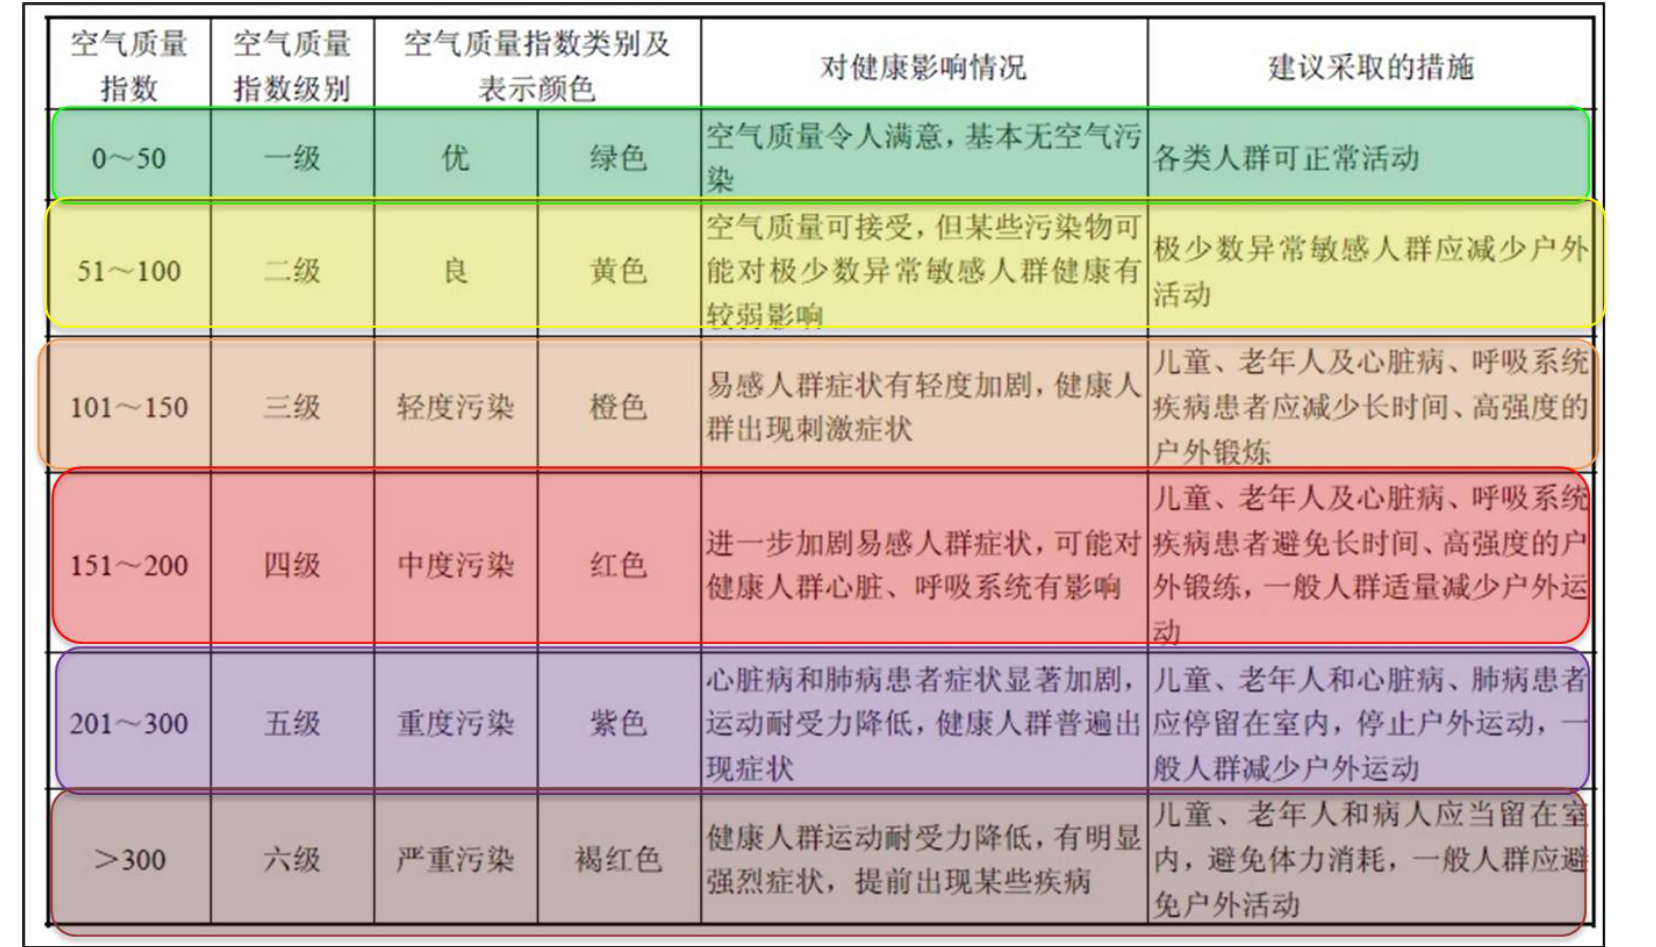 空气质量
指数
空气质量
指数级别
空气质量指数类别及
表示颜色
对健康影响情况
建议采取的措施
0～50
一级
优
绿色
空气质量令人满意，基本无空气污
染
各类人群可正常活动
51～100
二级
良
黄色
空气质量可接受，但某些污染物可
能对极少数异常敏感人群健康有
较弱影响
极少数异常敏感人群应减少户外
活动
101～150
三级
轻度污染
橙色
易感人群症状有轻度加剧，健康人
群出现刺激症状
儿童、老年人及心脏病、呼吸系统
疾病患者应减少长时间、高强度的
户外锻炼
151～200
四级
中度污染
红色
进一步加剧易感人群症状，可能对
健康人群心脏、呼吸系统有影响
儿童、老年人及心脏病、呼吸系统
疾病患者避免长时间、高强度的户
外锻练，一般人群适量减少户外运
动
201～300
五级
重度污染
紫色
心脏病和肺病患者症状显著加剧，
运动耐受力降低，健康人群普遍出
现症状
儿童、老年人和心脏病、肺病患者
应停留在室内，停止户外运动，一
般人群减少户外运动
＞300
六级
严重污染
褐红色
健康人群运动耐受力降低，有明显
强烈症状，提前出现某些疾病
儿童、老年人和病人应当留在室
内，避免体力消耗，一般人群应避
免户外活动